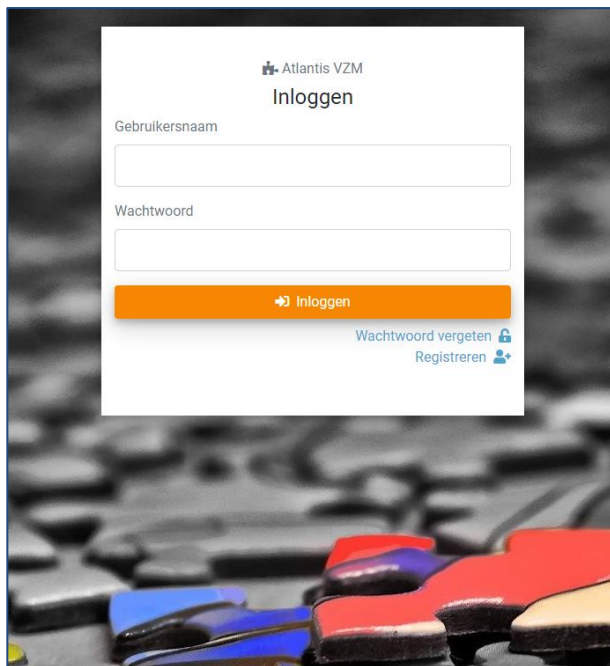 Atlantis VZM
Inloggen
Gebruikersnaam
Wachtwoord
Inloggen
Wachtwoord vergeten
Registreren